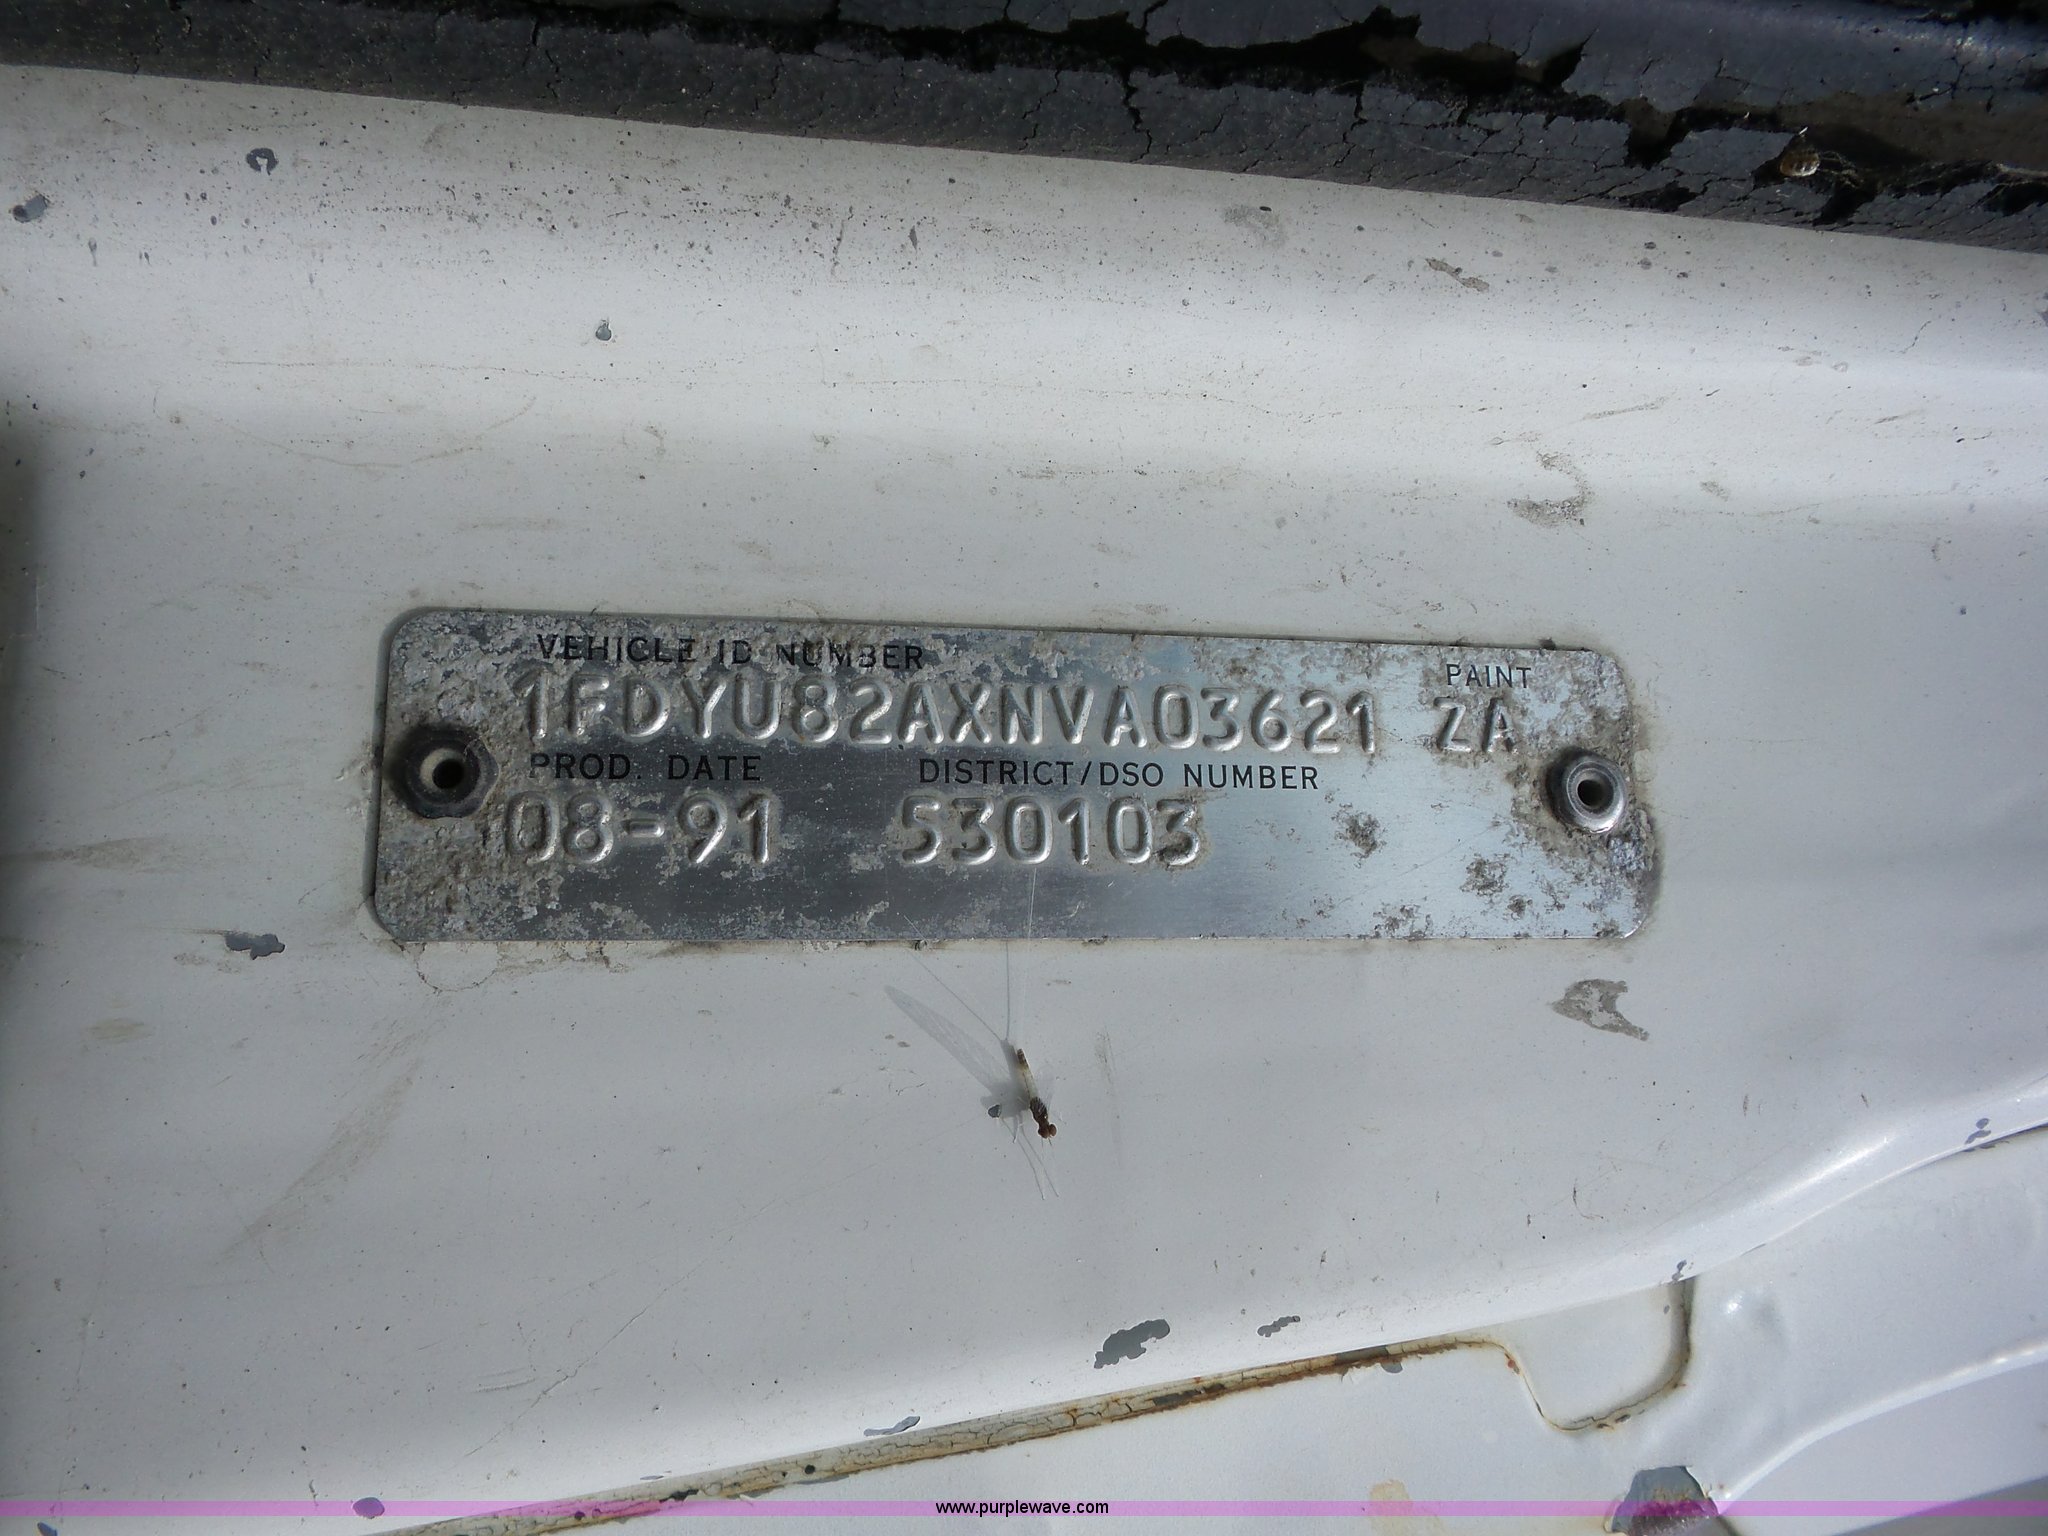 VEHICLE ID NUMBER PAINT
1FDYU82AXNVA03621 ZA
PROD. DATE DISTRICT/DSO NUMBER
08-91 530103
www.purplewave.com